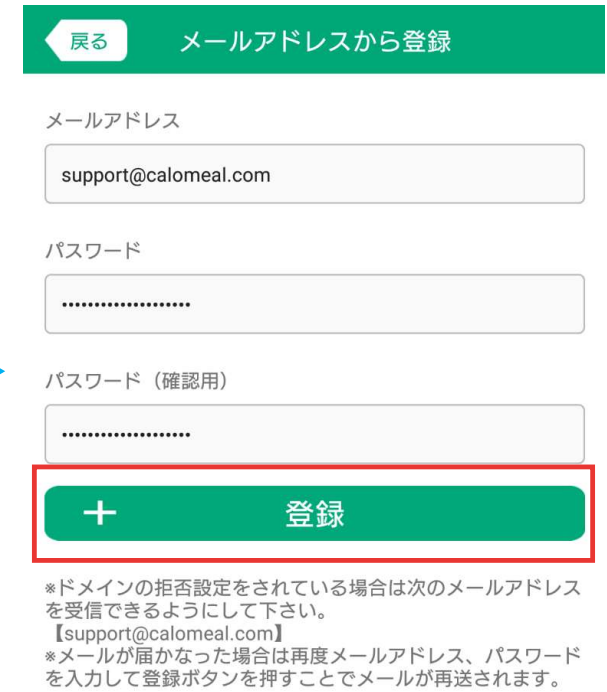 戻る メールアドレスから登録
メールアドレス
support@calomeal.com
パスワード
••••••••••••••••••••
パスワード（確認用）
••••••••••••••••••••
＋ 登録
※ドメインの拒否設定をされている場合は次のメールアドレス
を受信できるようにして下さい。
【support@calomeal.com】
※メールが届かなった場合は再度メールアドレス、パスワード
を入力して登録ボタンを押すことでメールが再送されます。